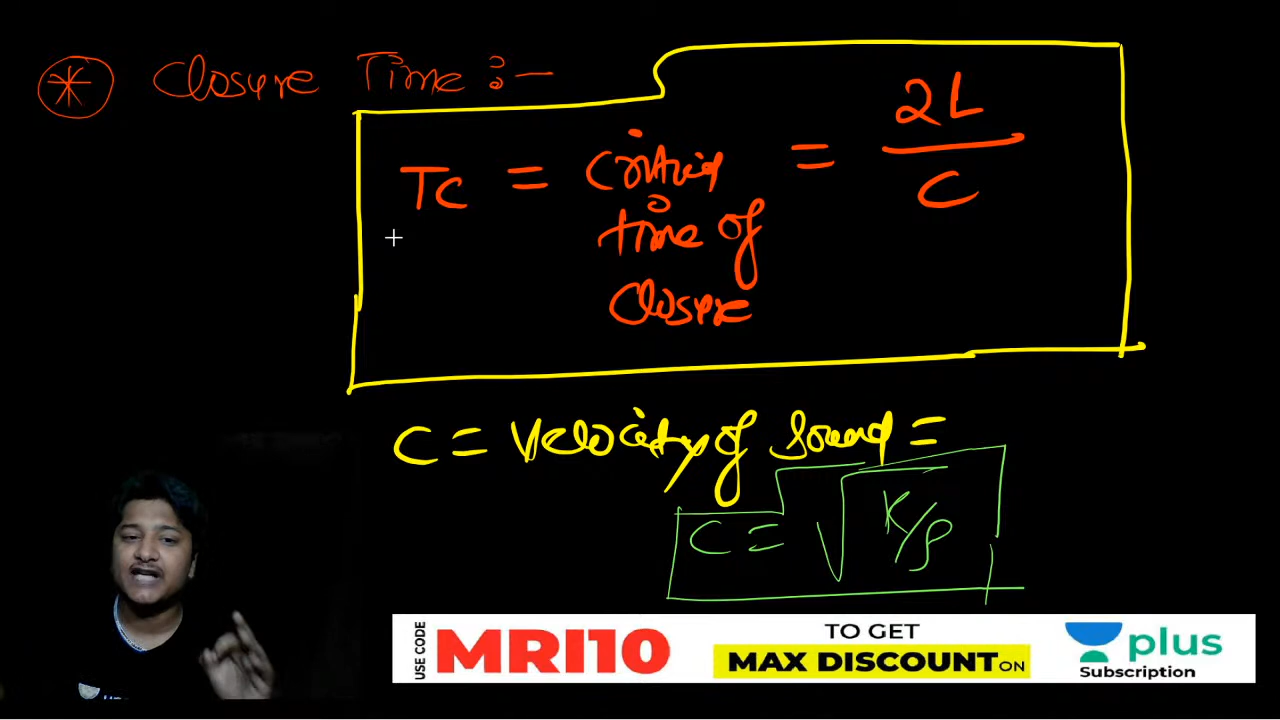 * Closure Time :-
TC = Critical time of closure = 2L / C
C = Velocity of Sound =
C = √K/ρ
USE CODE
MRI10
TO GET
MAX DISCOUNT ON
plus
Subscription